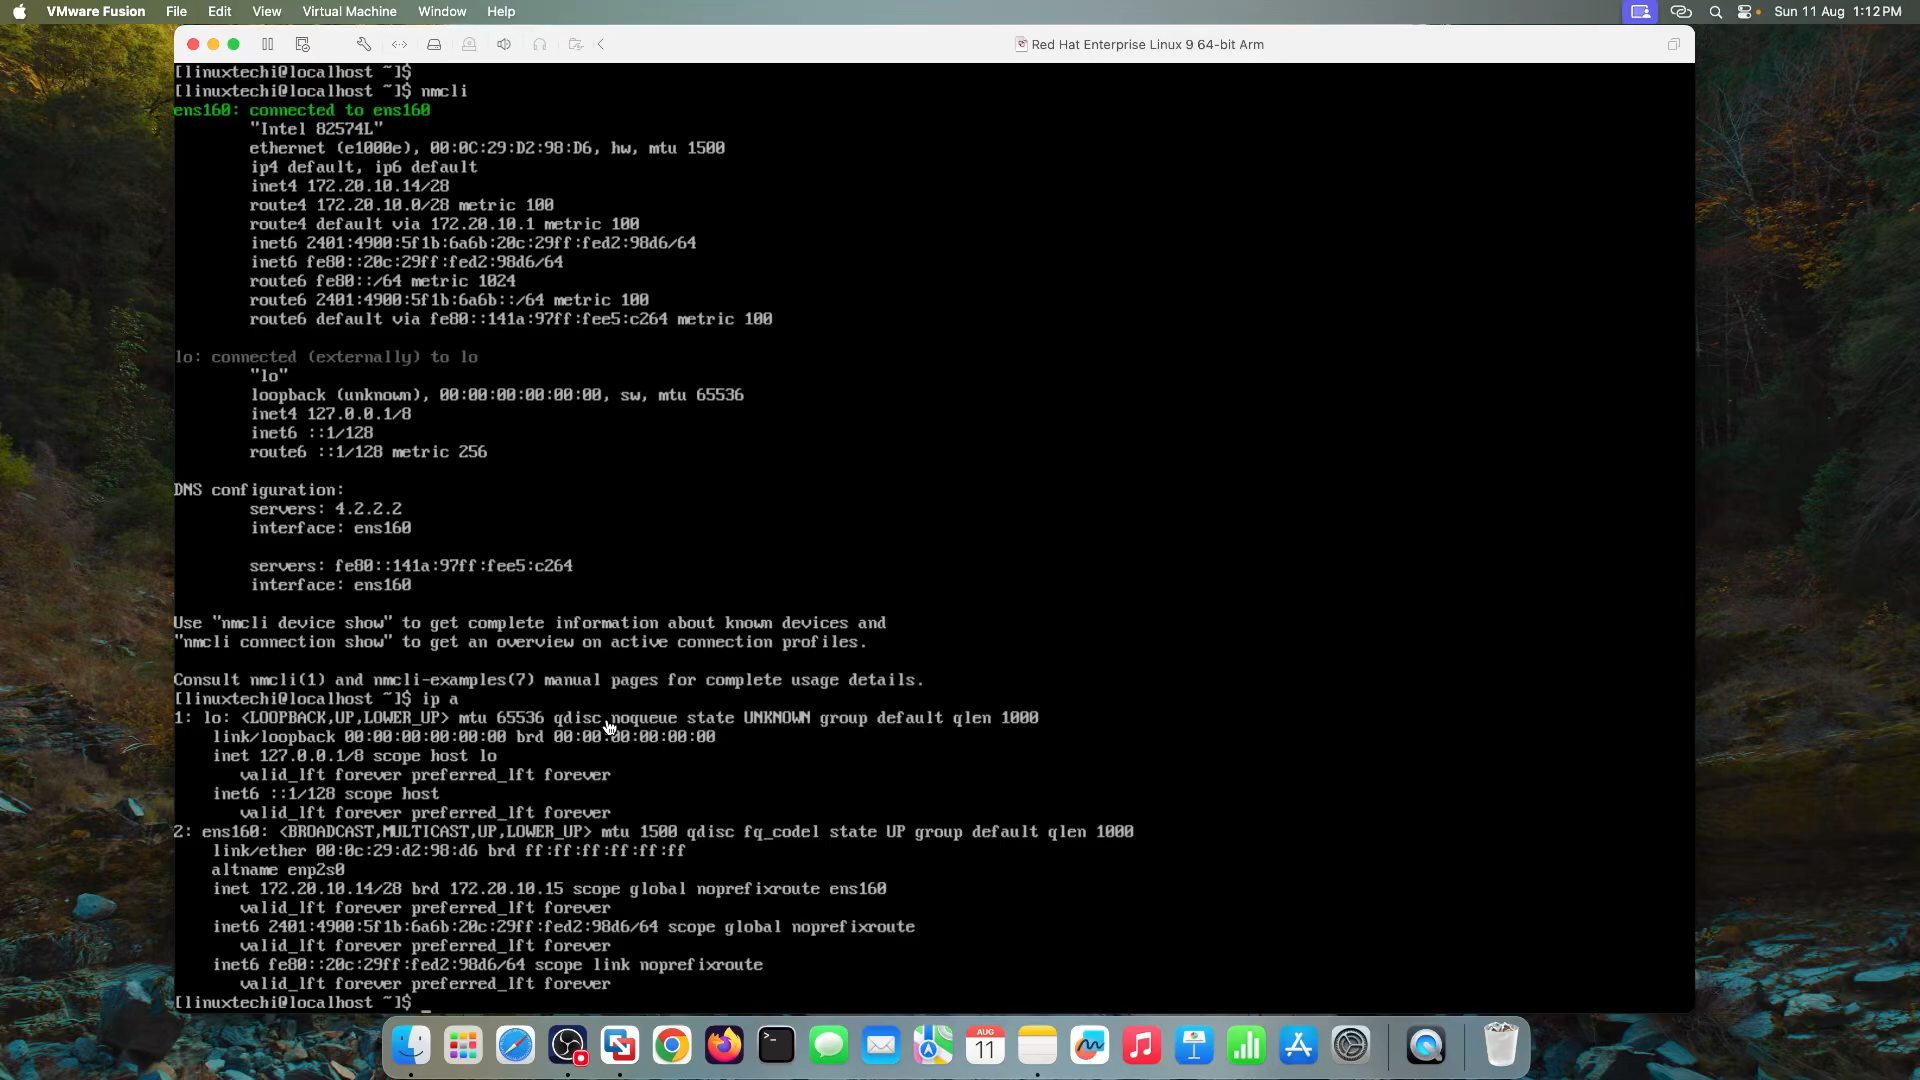 VMware Fusion File Edit View Virtual Machine Window Help Sun 11 Aug 1:12 PM
Red Hat Enterprise Linux 9 64-bit Arm
[linuxtechi@localhost ~]$
[linuxtechi@localhost ~]$ nmcli
ens160: connected to ens160
"Intel 82574L"
ethernet (e1000e), 00:0C:29:D2:98:D6, hw, mtu 1500
ip4 default, ip6 default
inet4 172.20.10.14/28
route4 172.20.10.0/28 metric 100
route4 default via 172.20.10.1 metric 100
inet6 2401:4900:5f1b:6a6b:20c:29ff:fed2:98d6/64
inet6 fe80::20c:29ff:fed2:98d6/64
route6 fe80::/64 metric 1024
route6 2401:4900:5f1b:6a6b::/64 metric 100
route6 default via fe80::141a:97ff:fee5:c264 metric 100
lo: connected (externally) to lo
"lo"
loopback (unknown), 00:00:00:00:00:00, sw, mtu 65536
inet4 127.0.0.1/8
inet6 ::1/128
route6 ::1/128 metric 256
DNS configuration:
servers: 4.2.2.2
interface: ens160
servers: fe80::141a:97ff:fee5:c264
interface: ens160
Use "nmcli device show" to get complete information about known devices and
"nmcli connection show" to get an overview on active connection profiles.
Consult nmcli(1) and nmcli-examples(7) manual pages for complete usage details.
[linuxtechi@localhost ~]$ ip a
1: lo: <LOOPBACK,UP,LOWER_UP> mtu 65536 qdisc noqueue state UNKNOWN group default qlen 1000
link/loopback 00:00:00:00:00:00 brd 00:00:00:00:00:00
inet 127.0.0.1/8 scope host lo
valid_lft forever preferred_lft forever
inet6 ::1/128 scope host
valid_lft forever preferred_lft forever
2: ens160: <BROADCAST,MULTICAST,UP,LOWER_UP> mtu 1500 qdisc fq_codel state UP group default qlen 1000
link/ether 00:0c:29:d2:98:d6 brd ff:ff:ff:ff:ff:ff
altname enp2s0
inet 172.20.10.14/28 brd 172.20.10.15 scope global noprefixroute ens160
valid_lft forever preferred_lft forever
inet6 2401:4900:5f1b:6a6b:20c:29ff:fed2:98d6/64 scope global noprefixroute
valid_lft forever preferred_lft forever
inet6 fe80::20c:29ff:fed2:98d6/64 scope link noprefixroute
valid_lft forever preferred_lft forever
[linuxtechi@localhost ~]$ _
AUG
11